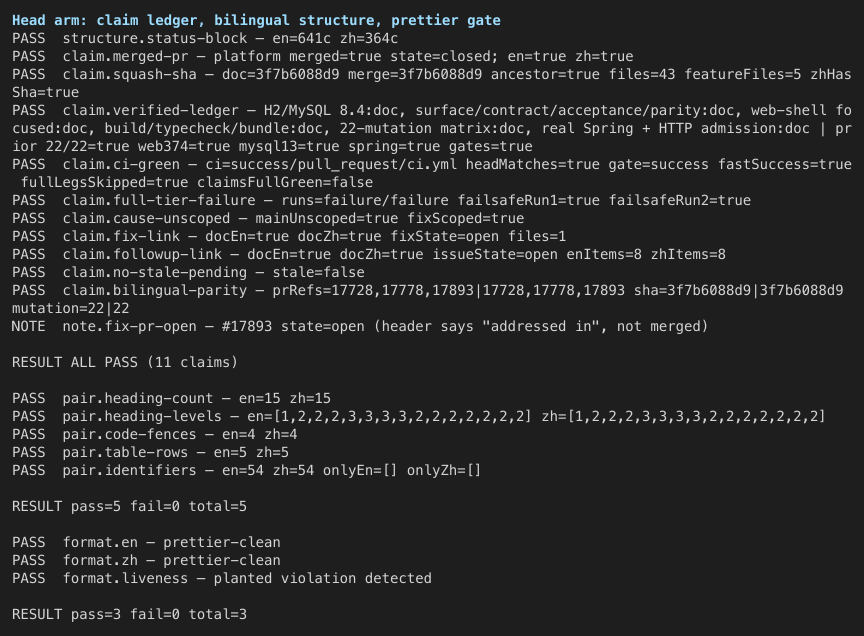 Head arm: claim ledger, bilingual structure, prettier gate
PASS  structure.status-block — en=641c zh=364c
PASS  claim.merged-pr — platform merged=true state=closed; en=true zh=true
PASS  claim.squash-sha — doc=3f7b6088d9 merge=3f7b6088d9 ancestor=true files=43 featureFiles=5 zhHas
Sha=true
PASS  claim.verified-ledger — H2/MySQL 8.4:doc, surface/contract/acceptance/parity:doc, web-shell fo
cused:doc, build/typecheck/bundle:doc, 22-mutation matrix:doc, real Spring + HTTP admission:doc | pr
ior 22/22=true web374=true mysql13=true spring=true gates=true
PASS  claim.ci-green — ci=success/pull_request/ci.yml headMatches=true gate=success fastSuccess=true
 fullLegsSkipped=true claimsFullGreen=false
PASS  claim.full-tier-failure — runs=failure/failure failsafeRun1=true failsafeRun2=true
PASS  claim.cause-unscoped — mainUnscoped=true fixScoped=true
PASS  claim.fix-link — docEn=true docZh=true fixState=open files=1
PASS  claim.followup-link — docEn=true docZh=true issueState=open enItems=8 zhItems=8
PASS  claim.no-stale-pending — stale=false
PASS  claim.bilingual-parity — prRefs=17728,17778,17893|17728,17778,17893 sha=3f7b6088d9|3f7b6088d9
mutation=22|22
NOTE  note.fix-pr-open — #17893 state=open (header says "addressed in", not merged)
RESULT ALL PASS (11 claims)
PASS  pair.heading-count — en=15 zh=15
PASS  pair.heading-levels — en=[1,2,2,2,3,3,3,3,2,2,2,2,2,2,2] zh=[1,2,2,2,3,3,3,3,2,2,2,2,2,2,2]
PASS  pair.code-fences — en=4 zh=4
PASS  pair.table-rows — en=5 zh=5
PASS  pair.identifiers — en=54 zh=54 onlyEn=[] onlyZh=[]
RESULT pass=5 fail=0 total=5
PASS  format.en — prettier-clean
PASS  format.zh — prettier-clean
PASS  format.liveness — planted violation detected
RESULT pass=3 fail=0 total=3